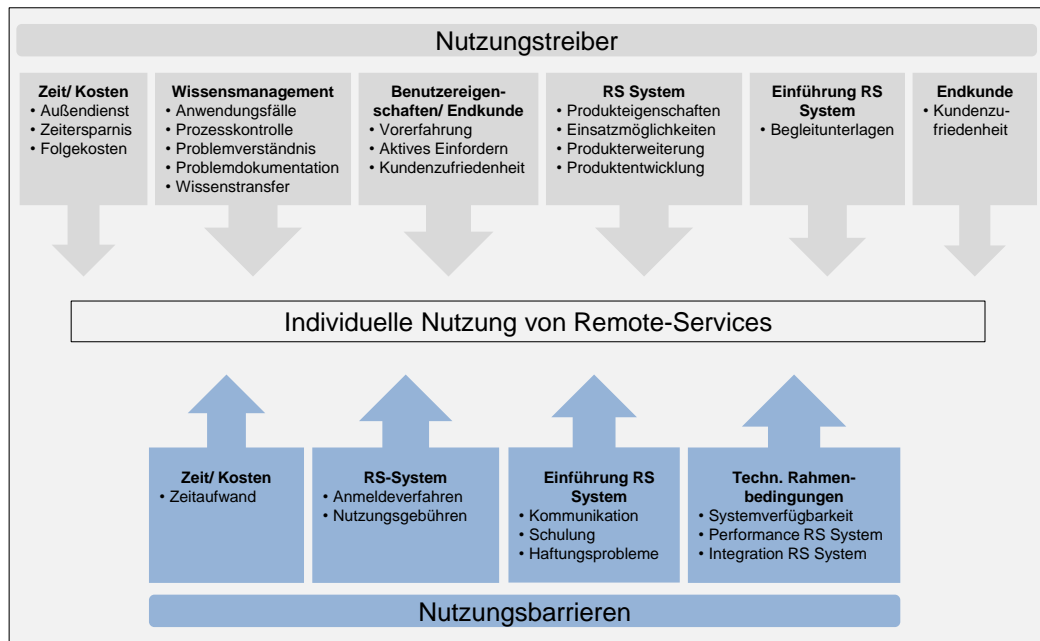 Nutzungstreiber
Zeit/ Kosten
• Außendienst
• Zeitersparnis
• Folgekosten
Wissensmanagement
• Anwendungsfälle
• Prozesskontrolle
• Problemverständnis
• Problemdokumentation
• Wissenstransfer
Benutzereigen-
schaften/ Endkunde
• Vorerfahrung
• Aktives Einfordern
• Kundenzufriedenheit
RS System
• Produkteigenschaften
• Einsatzmöglichkeiten
• Produkterweiterung
• Produktentwicklung
Einführung RS
System
• Begleitunterlagen
Endkunde
• Kundenzu-
friedenheit
Individuelle Nutzung von Remote-Services
Zeit/ Kosten
• Zeitaufwand
RS-System
• Anmeldeverfahren
• Nutzungsgebühren
Einführung RS
System
• Kommunikation
• Schulung
• Haftungsprobleme
Techn. Rahmen-
bedingungen
• Systemverfügbarkeit
• Performance RS System
• Integration RS System
Nutzungsbarrieren